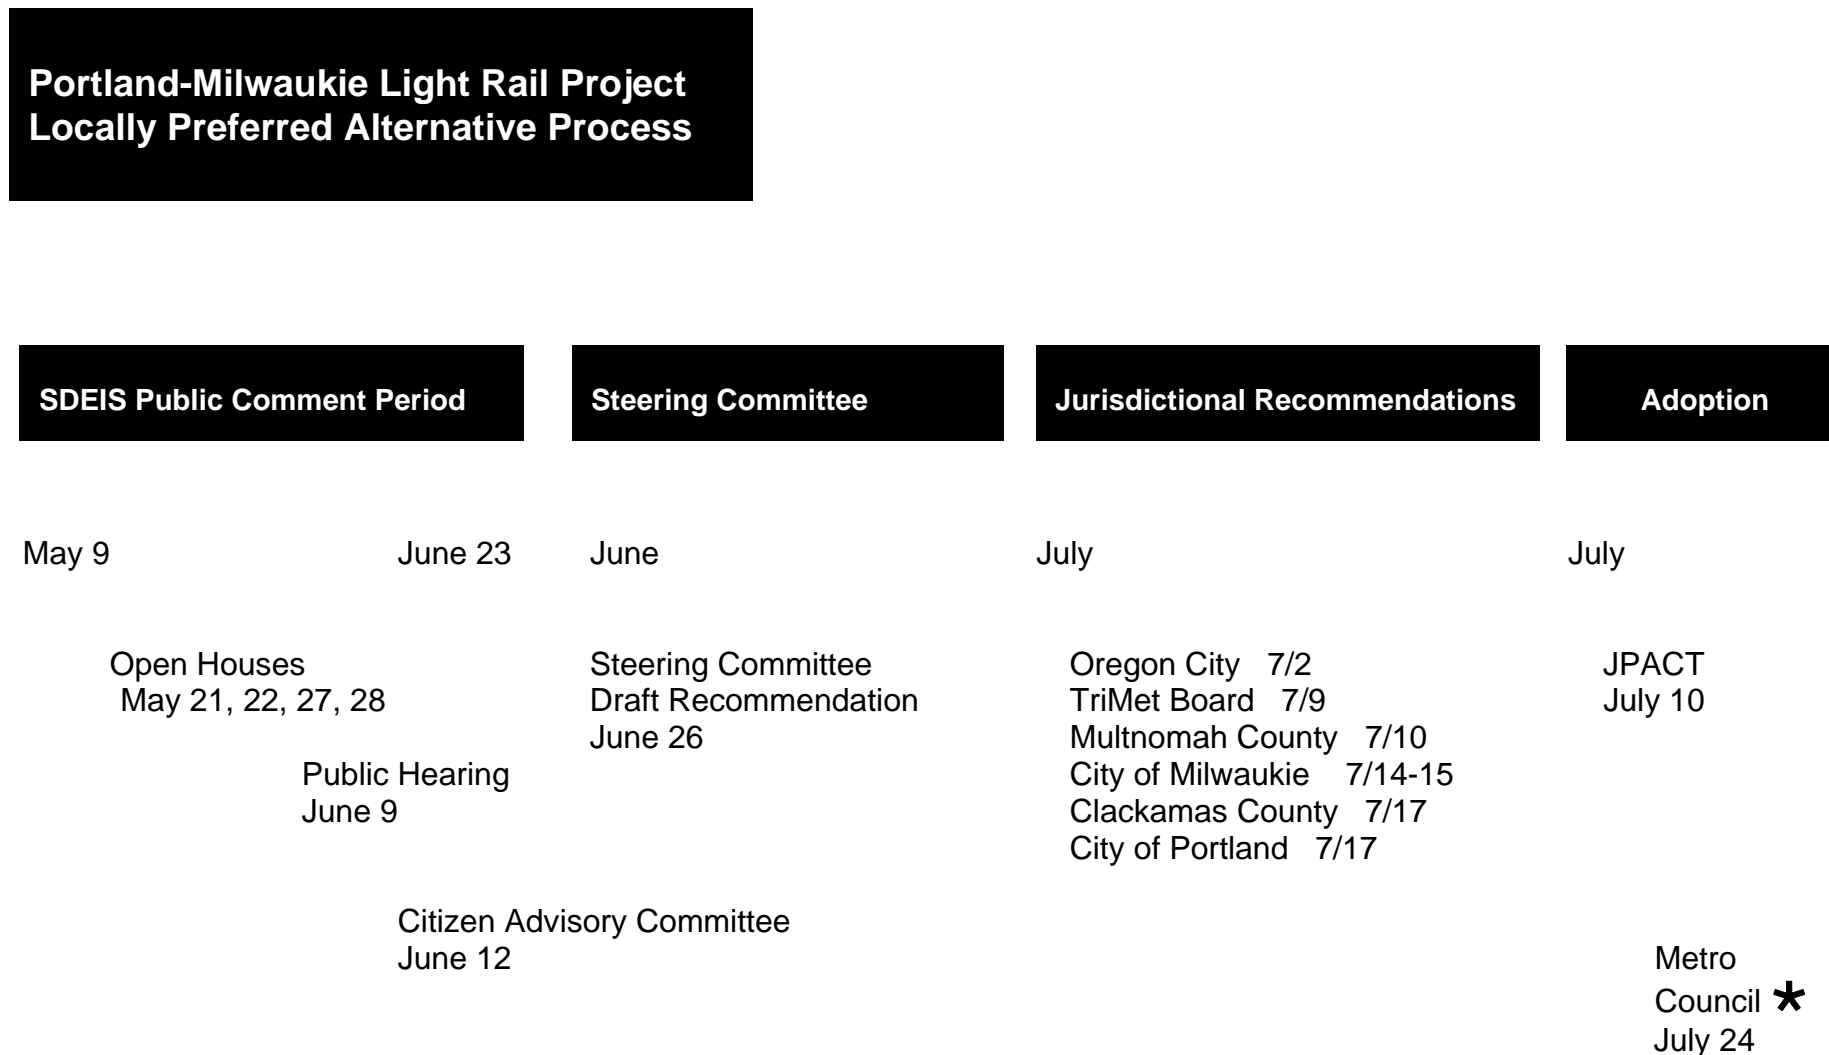 Portland-Milwaukie Light Rail Project
Locally Preferred Alternative Process
SDEIS Public Comment Period
Steering Committee
Jurisdictional Recommendations
Adoption
May 9
June 23
June
July
July
Open Houses
May 21, 22, 27, 28
Public Hearing
June 9
Citizen Advisory Committee
June 12
Steering Committee
Draft Recommendation
June 26
Oregon City 7/2
TriMet Board 7/9
Multnomah County 7/10
City of Milwaukie 7/14-15
Clackamas County 7/17
City of Portland 7/17
JPACT
July 10
Metro
Council *
July 24